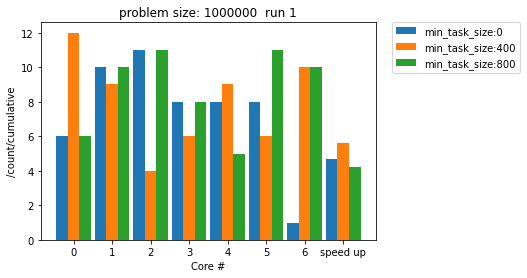 problem size: 1000000  run 1
min_task_size:0
min_task_size:400
min_task_size:800
/count/cumulative
12
10
8
6
4
2
0
0 1 2 3 4 5 6 speed up
Core #